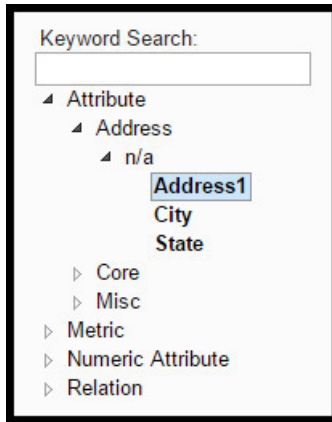 Keyword Search:
Attribute
Address
n/a
Address1
City
State
Core
Misc
Metric
Numeric Attribute
Relation